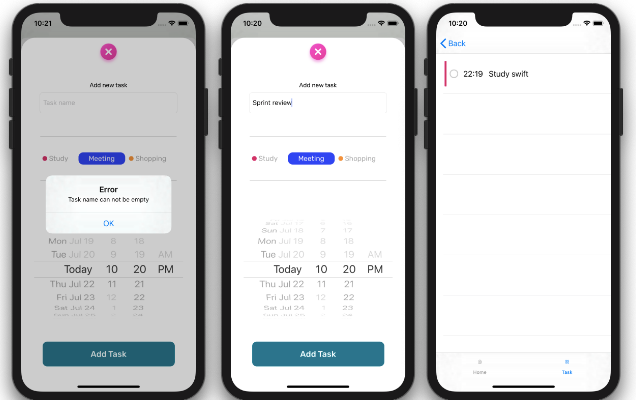 10:21
Add new task
Task name
Study
Meeting
Shopping
Error
Task name can not be empty
OK
Mon Jul 19 8 18
Tue Jul 20 9 19 AM
Today 10 20 PM
Thu Jul 22 11 21
Fri Jul 23 12 22
Sat Jul 24 1 23
Add Task
10:20
Add new task
Sprint review
Study
Meeting
Shopping
Sun Jul 18 7 17
Mon Jul 19 8 18
Tue Jul 20 9 19 AM
Today 10 20 PM
Thu Jul 22 11 21
Fri Jul 23 12 22
Sat Jul 24 1 23
Add Task
10:20
Back
22:19 Study swift
Home
Task